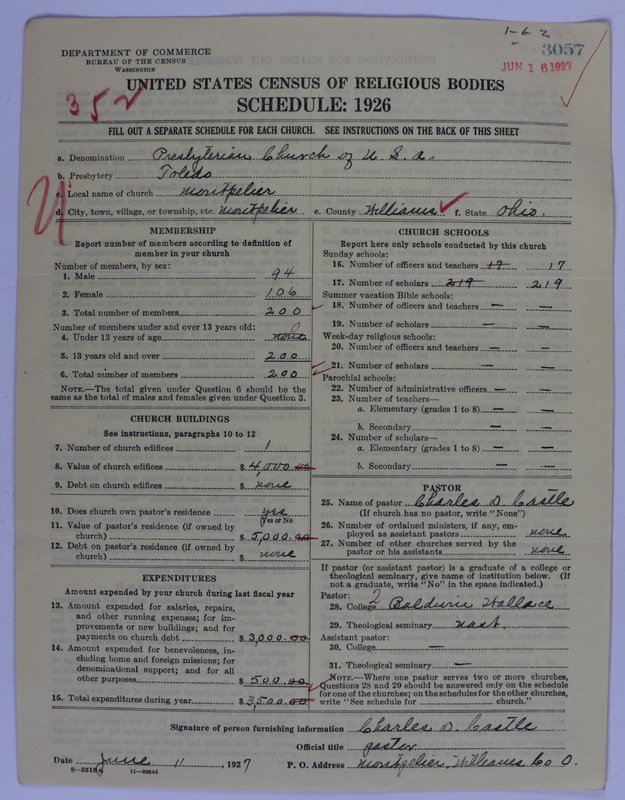 1-6 2
3057
JUN 16 1927
DEPARTMENT OF COMMERCE
BUREAU OF THE CENSUS
WASHINGTON
UNITED STATES CENSUS OF RELIGIOUS BODIES
352
SCHEDULE: 1926
FILL OUT A SEPARATE SCHEDULE FOR EACH CHURCH. SEE INSTRUCTIONS ON THE BACK OF THIS SHEET
a. Denomination Presbyterian Church of U.S.A.
b. Presbytery Toledo
c. Local name of church Montpelier
d. City, town, village, or township, etc. Montpelier e. County Williams f. State Ohio.
MEMBERSHIP
Report number of members according to definition of
member in your church
Number of members, by sex:
1. Male 94
2. Female 106
3. Total number of members 200
Number of members under and over 13 years old:
4. Under 13 years of age none 0
5. 13 years old and over 200
6. Total number of members 200
NOTE.—The total given under Question 6 should be
same as the total of males and females given under Question 3.
CHURCH BUILDINGS
See instructions, paragraphs 10 to 12
7. Number of church edifices 1
8. Value of church edifices $ 4,000.00
9. Debt on church edifices $ none
10. Does church own pastor's residence yes
(Yes or No)
11. Value of pastor's residence (if owned by
church) $ 5,000.00
12. Debt on pastor's residence (if owned by
church) $ none
EXPENDITURES
Amount expended by your church during last fiscal year
13. Amount expended for salaries, repairs,
and other running expenses; for im-
provements or new buildings; and for
payments on church debt $ 3,000.00
14. Amount expended for benevolences, in-
cluding home and foreign missions; for
denominational support; and for all
other purposes $ 500.00
15. Total expenditures during year $ 3,500.00
CHURCH SCHOOLS
Report here only schools conducted by this church
Sunday schools:
16. Number of officers and teachers 17 17
17. Number of scholars 219 219
Summer vacation Bible schools:
18. Number of officers and teachers — —
19. Number of scholars — —
Week-day religious schools:
20. Number of officers and teachers — —
21. Number of scholars — —
Parochial schools:
22. Number of administrative officers — —
23. Number of teachers—
a. Elementary (grades 1 to 8) — —
b. Secondary — —
24. Number of scholars—
a. Elementary (grades 1 to 8) — —
b. Secondary — —
PASTOR
25. Name of pastor Charles D. Castle
(If church has no pastor, write "None")
26. Number of ordained ministers, if any, em-
ployed as assistant pastors none
27. Number of other churches served by the
pastor or his assistants none
If pastor (or assistant pastor) is a graduate of a college or
theological seminary, give name of institution below. (If
not a graduate, write "No" in the space indicated.)
Pastor: 2
28. College Baldwin Wallace
29. Theological seminary nast.
Assistant pastor:
30. College —
31. Theological seminary —
NOTE.—Where one pastor serves two or more churches,
Questions 28 and 29 should be answered only on the schedule
for one of the churches; on the schedules for the other churches,
write "See schedule for church."
Signature of person furnishing information Charles D. Castle
Official title pastor
Date June 11, 1927 P. O. Address Montpelier, Williams Co O.
8-5518a 11-9556d